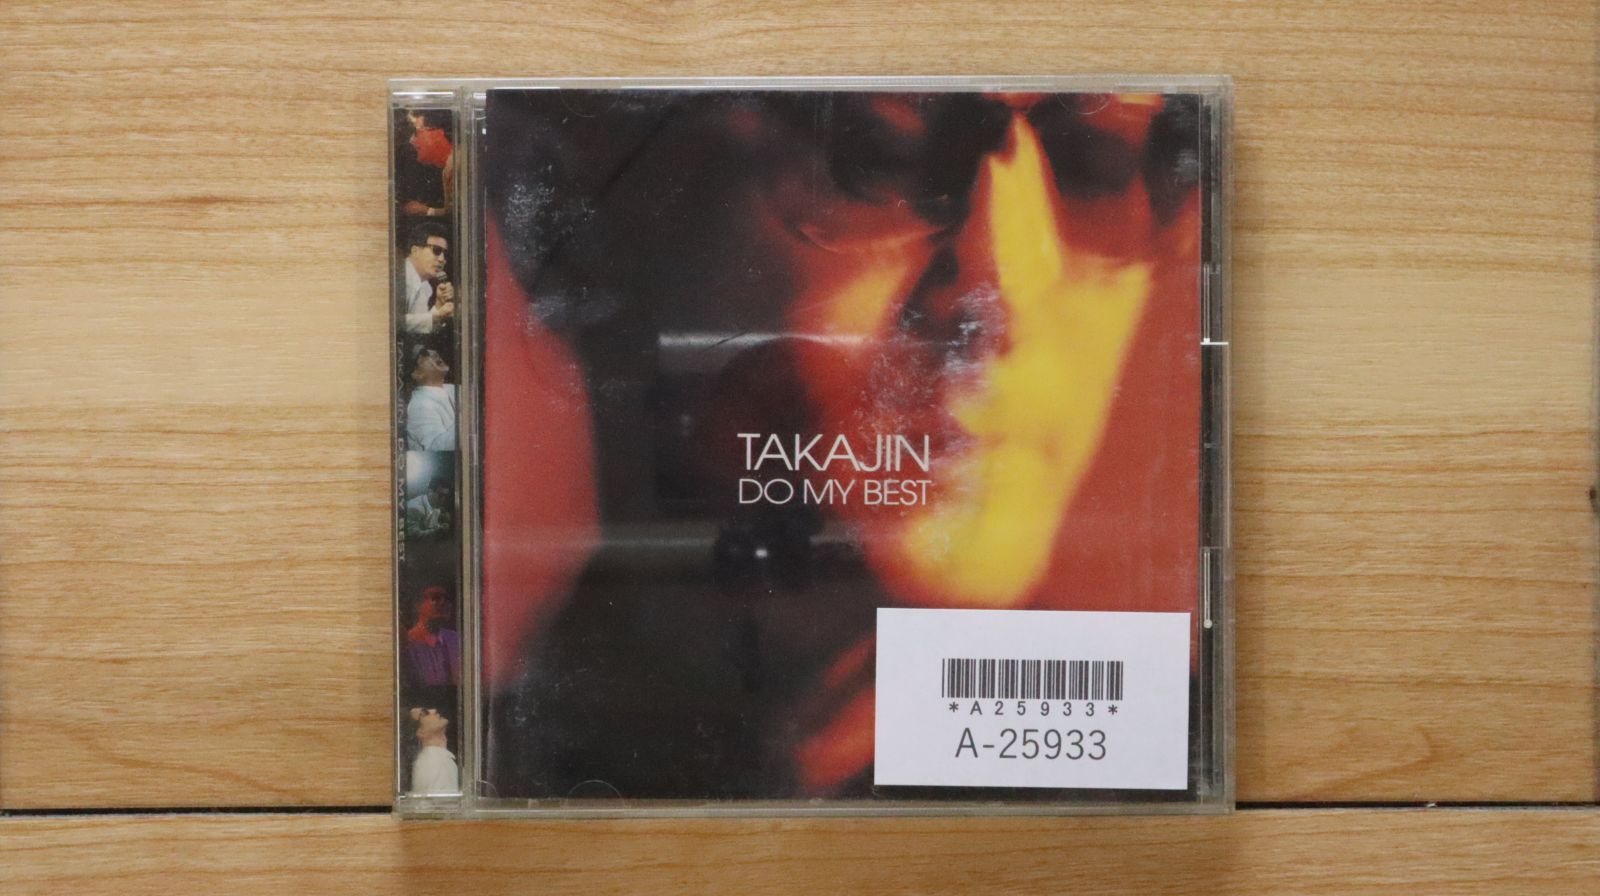 TAKAJIN DO MY BEST
TAKAJIN
DO MY BEST
*A25933*
A-25933